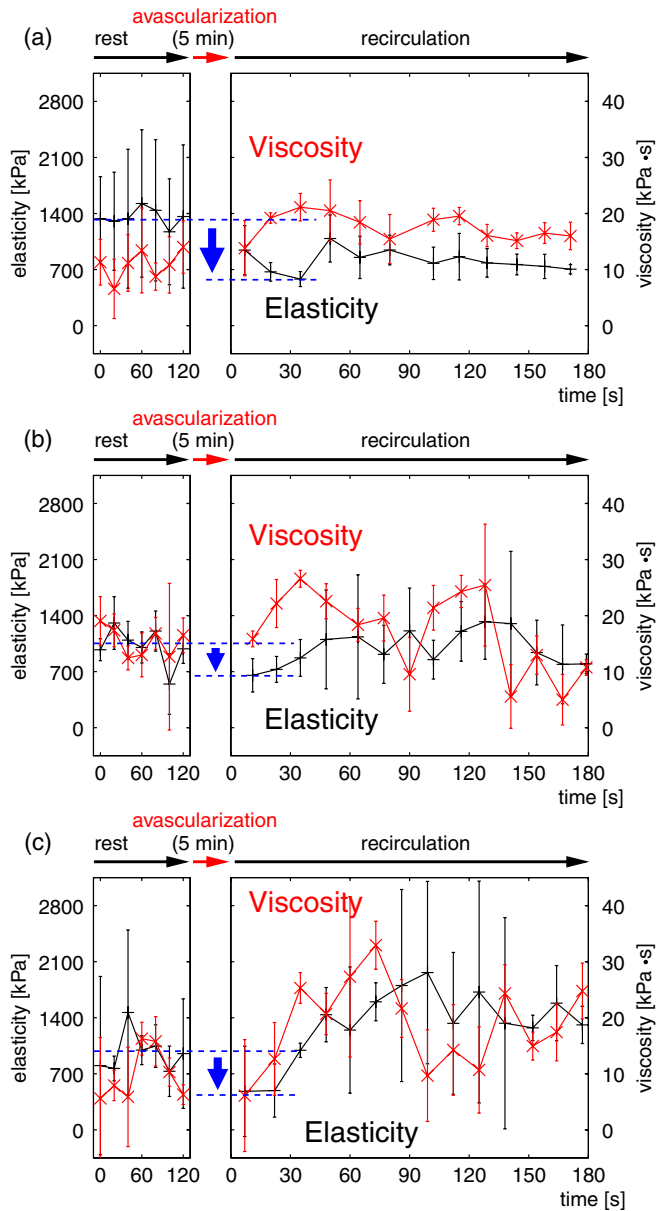 avascularization
(a) rest (5 min) recirculation
2800 40
2100 Viscosity 30
1400 20
700 10
0 Elasticity 0
elasticity [kPa]
viscosity [kPa •s]
0 60 120 0 30 60 90 120 150 180
time [s]
avascularization
(b) rest (5 min) recirculation
2800 40
2100 Viscosity 30
1400 20
700 10
0 Elasticity 0
elasticity [kPa]
viscosity [kPa •s]
0 60 120 0 30 60 90 120 150 180
time [s]
avascularization
(c) rest (5 min) recirculation
2800 Viscosity 40
2100 30
1400 20
700 10
0 Elasticity 0
elasticity [kPa]
viscosity [kPa •s]
0 60 120 0 30 60 90 120 150 180
time [s]